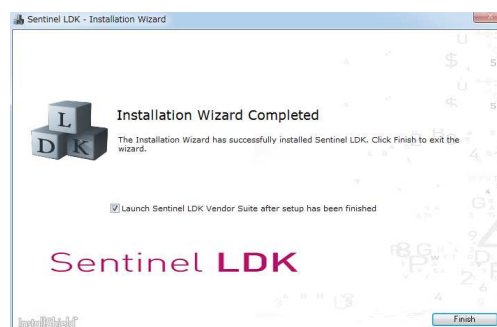 Sentinel LDK - Installation Wizard
L
D K
Installation Wizard Completed
The Installation Wizard has successfully installed Sentinel LDK. Click Finish to exit the
wizard.
Launch Sentinel LDK Vendor Suite after setup has been finished
Sentinel LDK
InstallShield
Finish